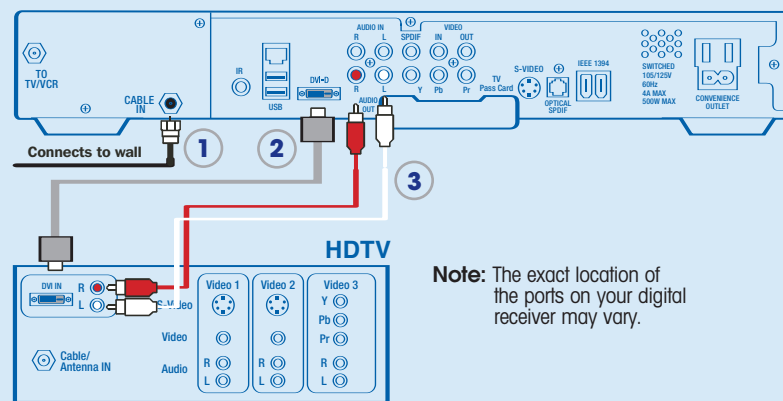 AUDIO IN VIDEO
R L SPDIF IN OUT
TO
TV/VCR
IR
DVI-D
USB
CABLE
IN
R L Y Pb Pr
AUDIO
OUT
TV
Pass Card
S-VIDEO
IEEE 1394
OPTICAL
SPDIF
SWITCHED
105/125V
60Hz
4A MAX
500W MAX
CONVENIENCE
OUTLET
Connects to wall
1
2
3
HDTV
DVI IN
R
L
S-Video
Video
Audio
Cable/
Antenna IN
Video 1
R
L
Video 2
R
L
Video 3
Y
Pb
Pr
R
L
Note: The exact location of
the ports on your digital
receiver may vary.